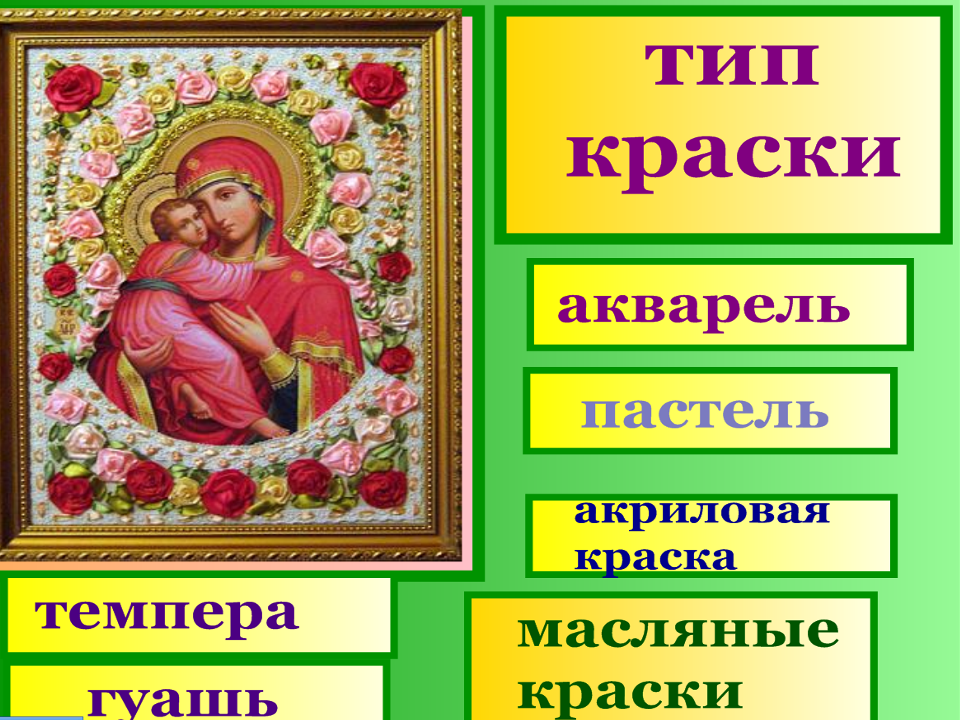 тип
краски
акварель
пастель
акриловая
краска
темпера
масляные
гуашь
краски